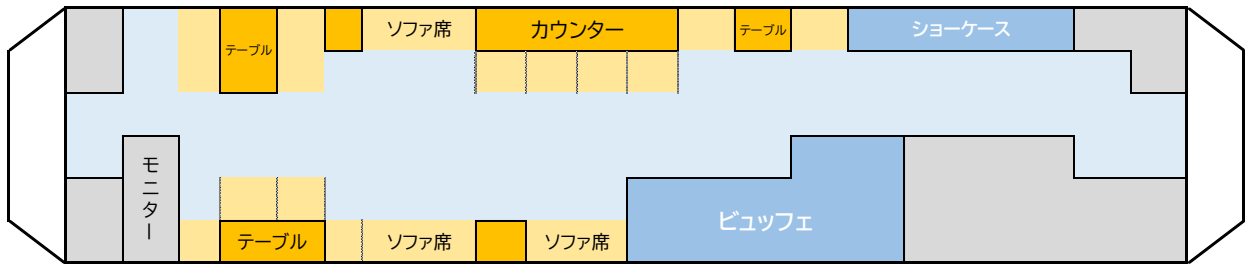 テーブル
ソファ席
カウンター
テーブル
ショーケース
モニター
テーブル
ソファ席
ソファ席
ビュッフェ